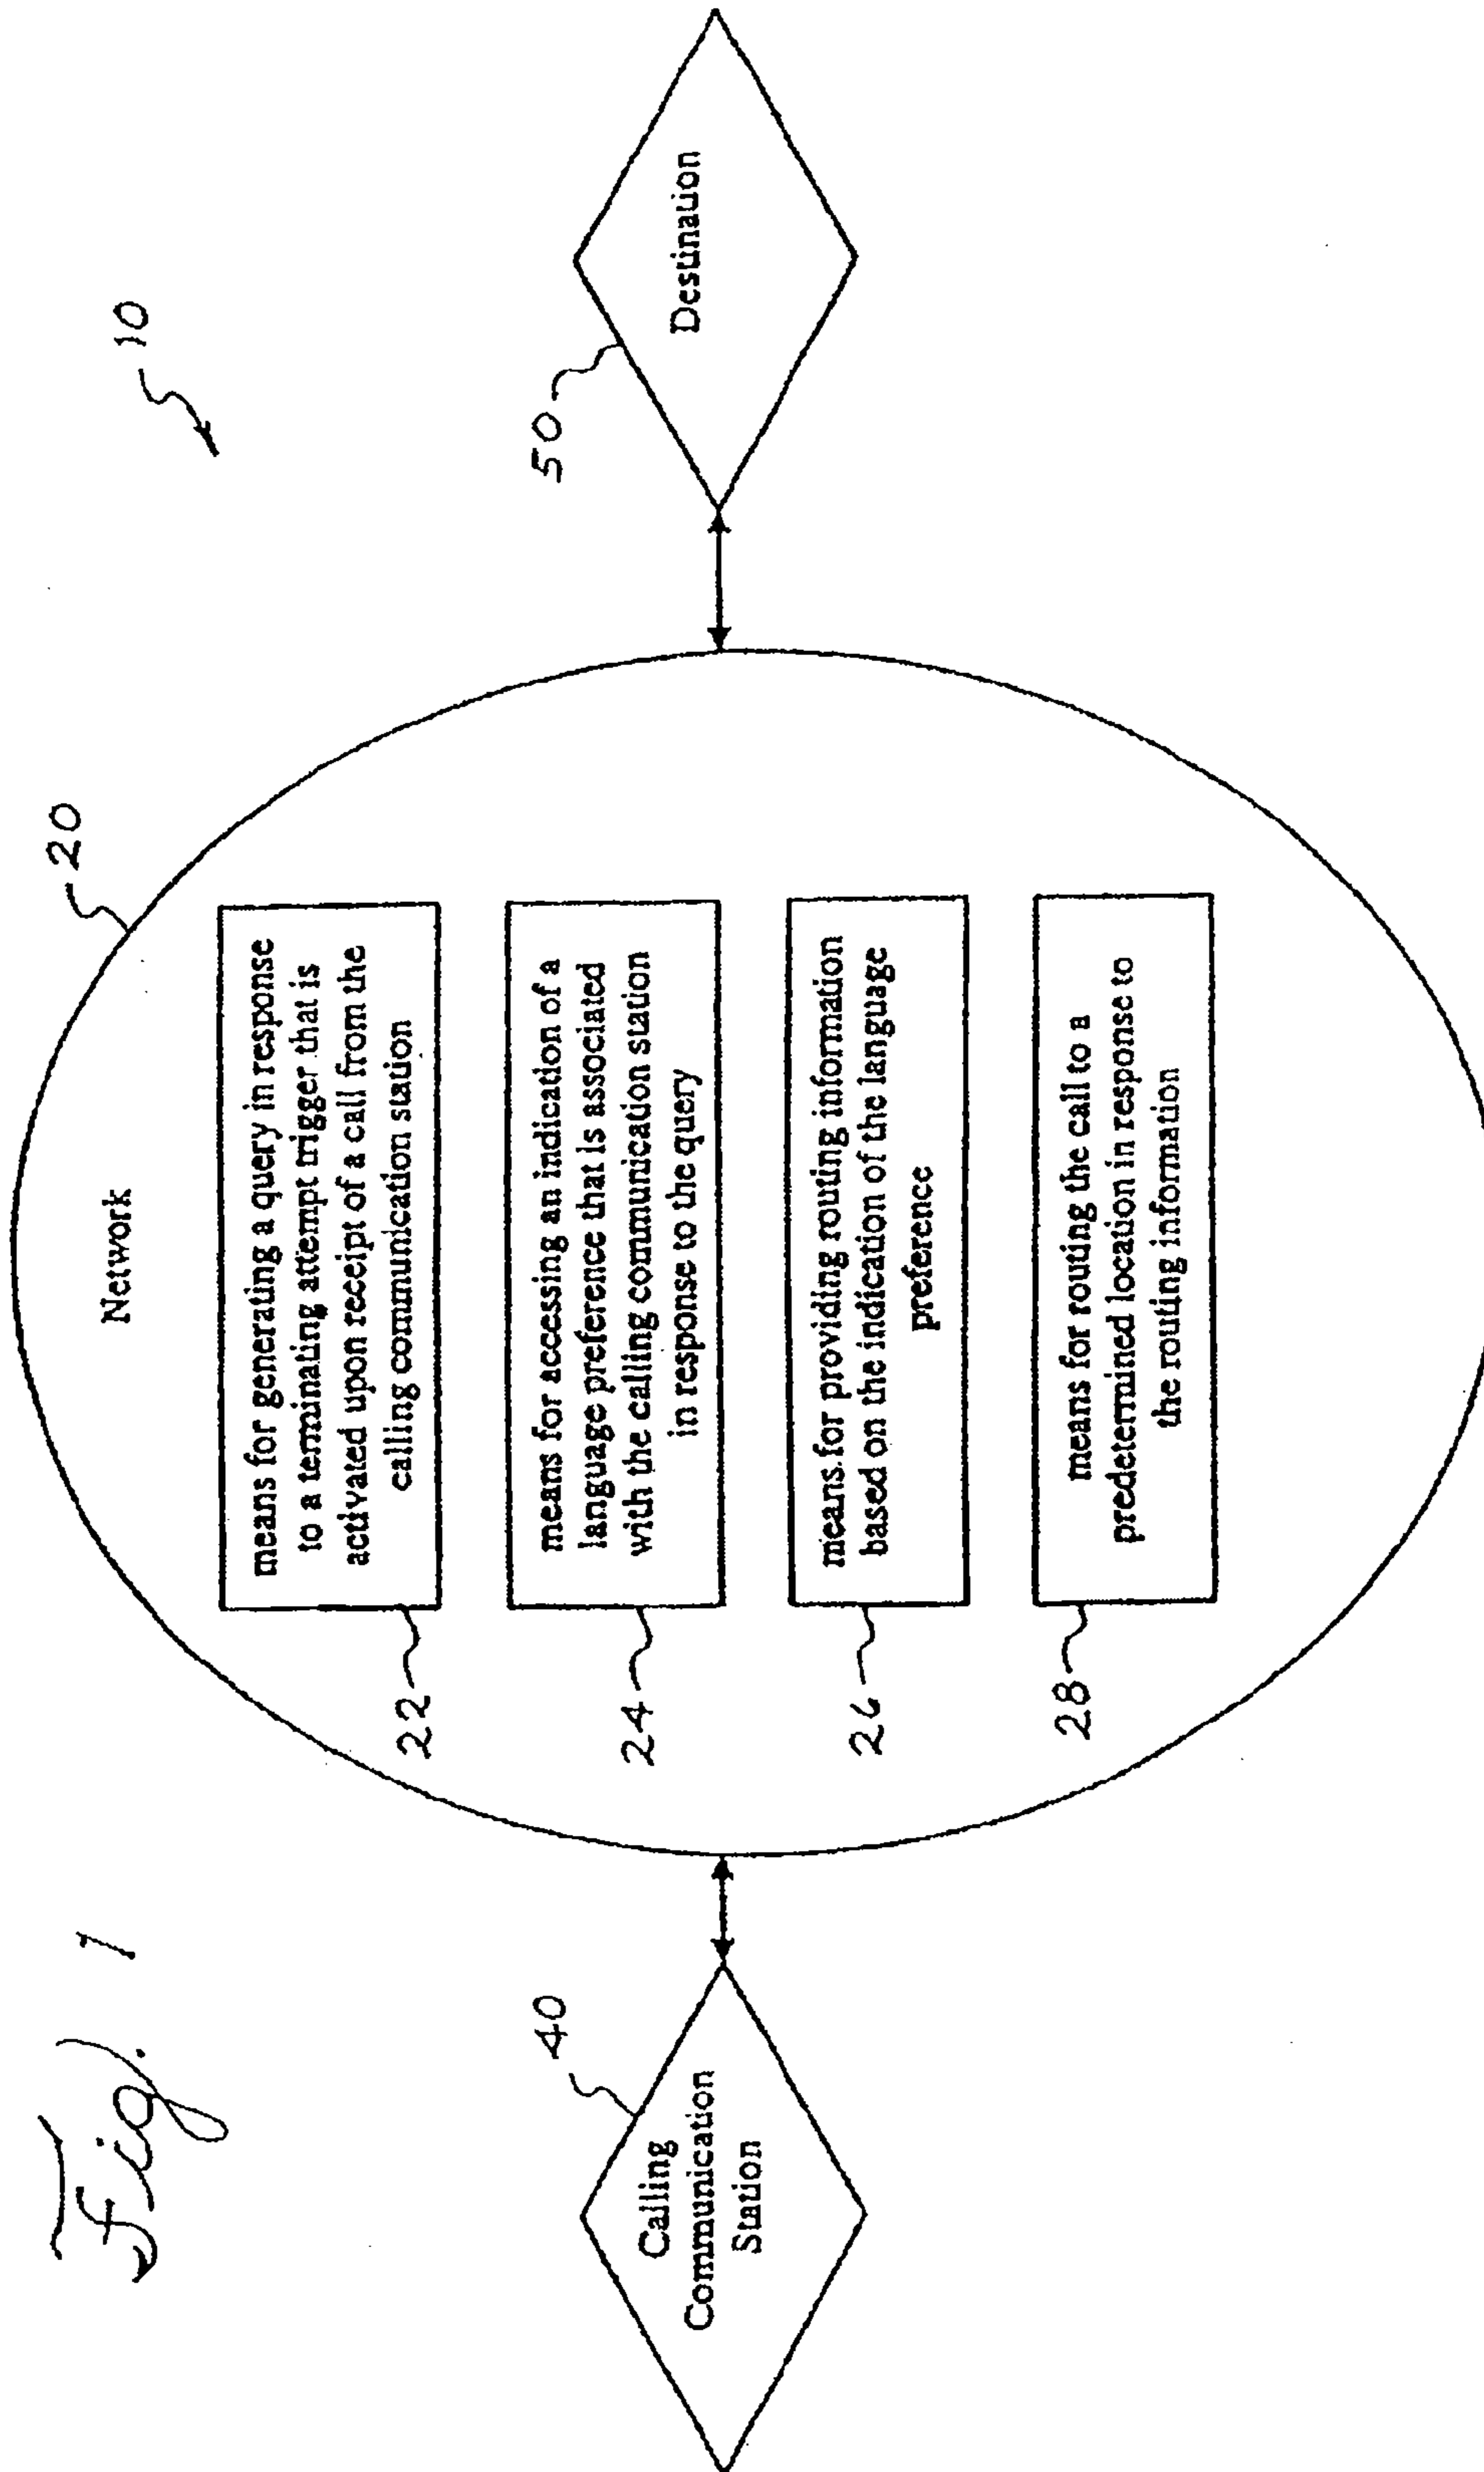 Fig. 1
10
20
Network
22
means for generating a query in response
to a terminating attempt trigger that is
activated upon receipt of a call from the
calling communication station
24
means for accessing an indication of a
language preference that is associated
with the calling communication station
in response to the query
26
means for providing routing information
based on the indication of the language
preference
28
means for routing the call to a
predetermined location in response to
the routing information
40
Calling
Communication
Station
50
Destination